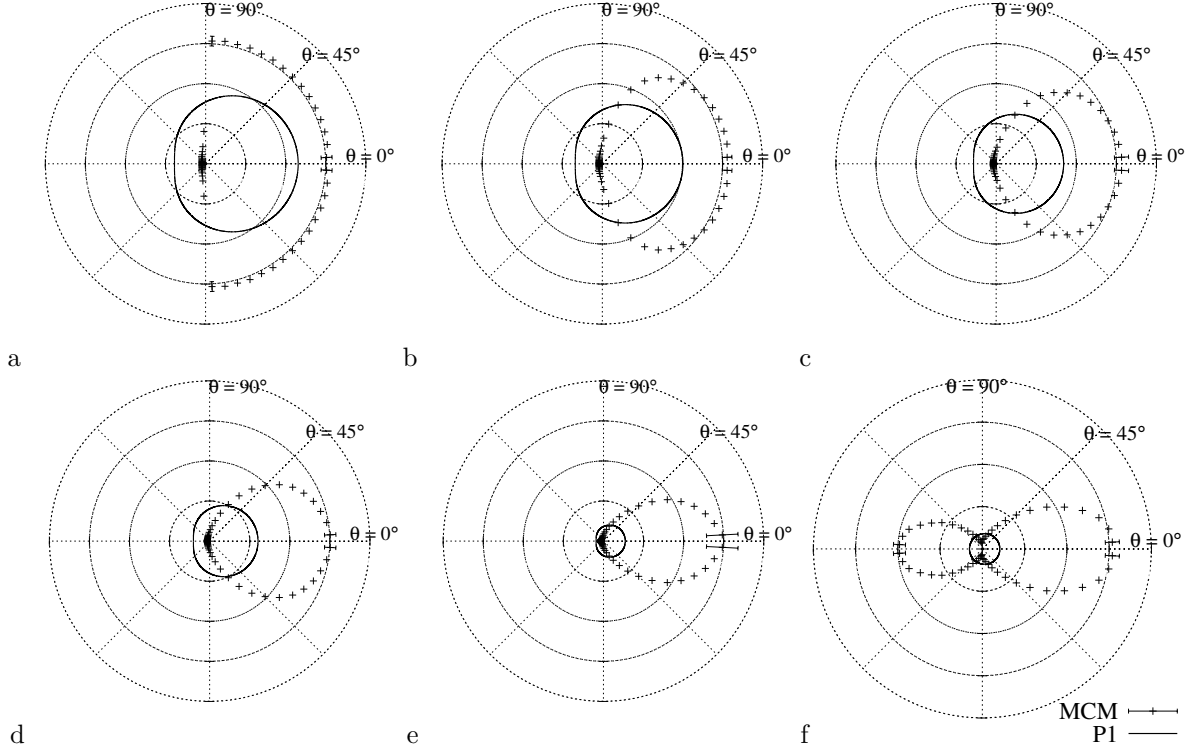 θ = 90°
θ = 45°
θ = 0°
a
θ = 90°
θ = 45°
θ = 0°
b
θ = 90°
θ = 45°
θ = 0°
c
θ = 90°
θ = 45°
θ = 0°
d
θ = 90°
θ = 45°
θ = 0°
e
θ = 90°
θ = 45°
θ = 0°
f
MCM
P1